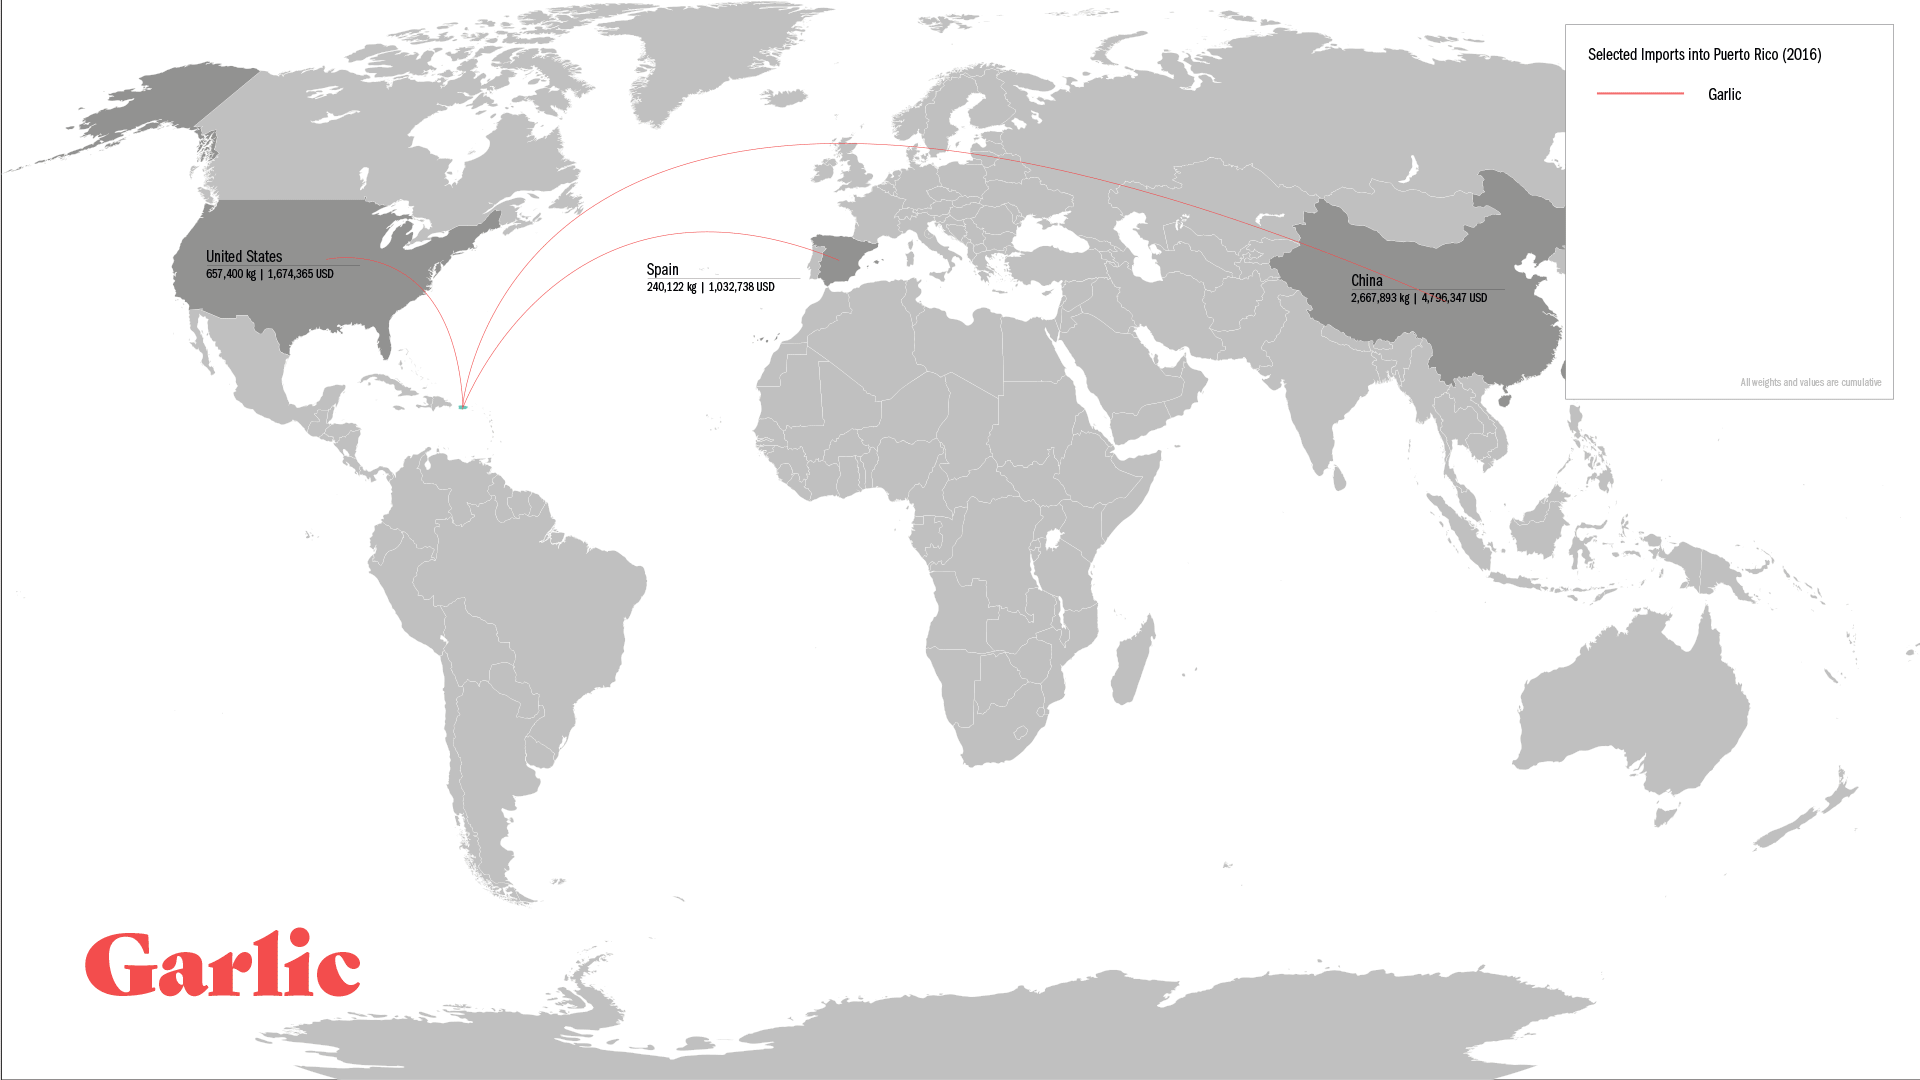 Selected Imports into Puerto Rico (2016)
Garlic
United States
657,400 kg | 1,674,365 USD
Spain
240,122 kg | 1,032,738 USD
China
2,667,893 kg | 4,796,347 USD
All weights and values are cumulative
Garlic